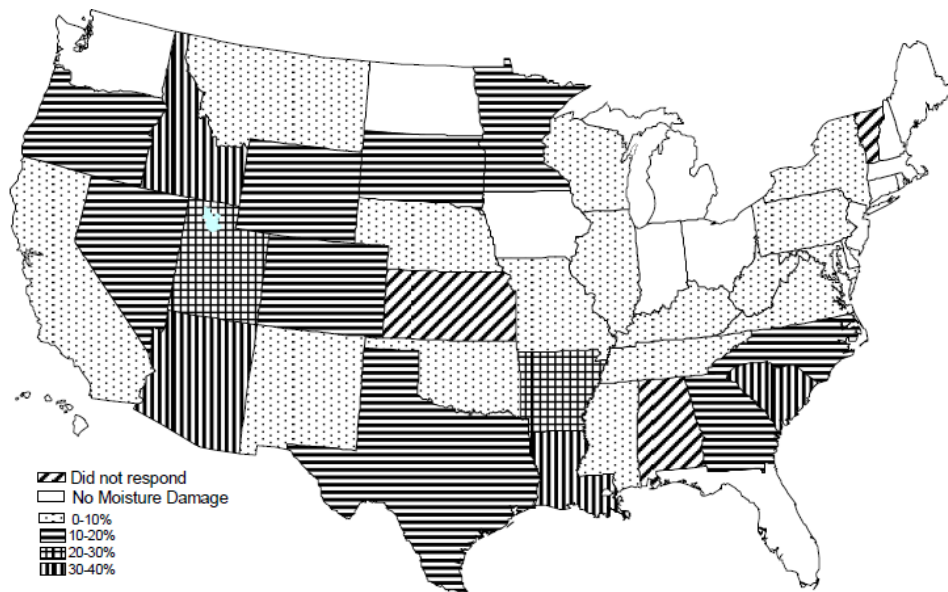 Did not respond
No Moisture Damage
0-10%
10-20%
20-30%
30-40%